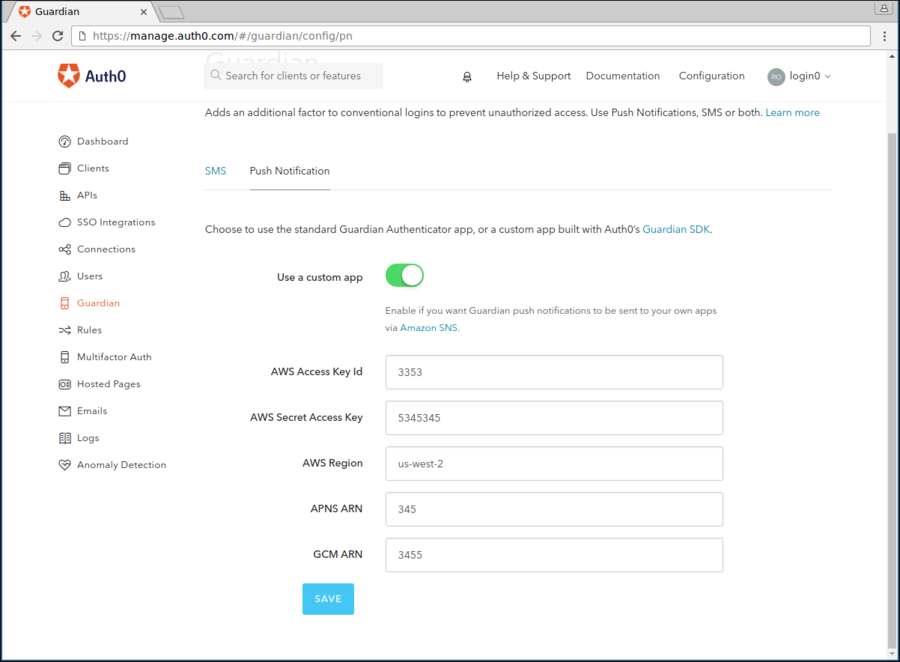 Guardian
https://manage.auth0.com/#/guardian/config/pn
Guardian
Auth0
Search for clients or features
Help & Support
Documentation
Configuration
RO
login0
Adds an additional factor to conventional logins to prevent unauthorized access. Use Push Notifications, SMS or both. Learn more
Dashboard
Clients
APIs
SSO Integrations
Connections
Users
Guardian
Rules
Multifactor Auth
Hosted Pages
Emails
Logs
Anomaly Detection
SMS
Push Notification
Choose to use the standard Guardian Authenticator app, or a custom app built with Auth0's Guardian SDK.
Use a custom app
Enable if you want Guardian push notifications to be sent to your own apps
via Amazon SNS.
AWS Access Key Id
3353
AWS Secret Access Key
5345345
AWS Region
us-west-2
APNS ARN
345
GCM ARN
3455
SAVE